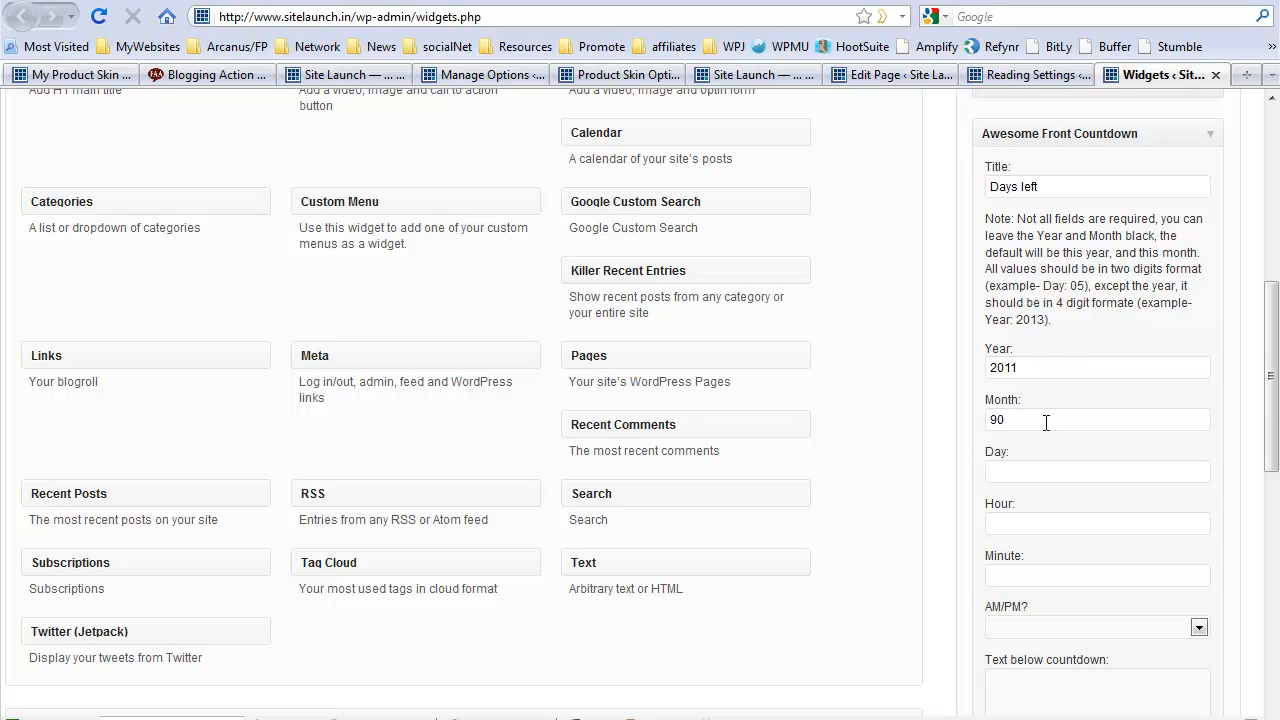 http://www.sitelaunch.in/wp-admin/widgets.php
Google
Most Visited MyWebsites Arcanus/FP Network News socialNet Resources Promote affiliates WPJ WPMU HootSuite Amplify Refynr BitLy Buffer Stumble »
My Product Skin ... Blogging Action ... Site Launch — ... ... Manage Options ‹... Product Skin Opti... Site Launch — ... ... Edit Page ‹ Site La... Reading Settings ‹... Widgets ‹ Sit...
Add H1 main title
Add a video, image and call to action
button
Add a video, image and optin form
Calendar
A calendar of your site's posts
Categories
A list or dropdown of categories
Custom Menu
Use this widget to add one of your custom
menus as a widget.
Google Custom Search
Google Custom Search
Killer Recent Entries
Show recent posts from any category or
your entire site
Links
Your blogroll
Meta
Log in/out, admin, feed and WordPress
links
Pages
Your site's WordPress Pages
Recent Comments
The most recent comments
Recent Posts
The most recent posts on your site
RSS
Entries from any RSS or Atom feed
Search
Search
Subscriptions
Subscriptions
Tag Cloud
Your most used tags in cloud format
Text
Arbitrary text or HTML
Twitter (Jetpack)
Display your tweets from Twitter
Awesome Front Countdown
Title:
Days left
Note: Not all fields are required, you can
leave the Year and Month black, the
default will be this year, and this month.
All values should be in two digits format
(example- Day: 05), except the year, it
should be in 4 digit formate (example-
Year: 2013).
Year:
2011
Month:
90
Day:
Hour:
Minute:
AM/PM?
Text below countdown: